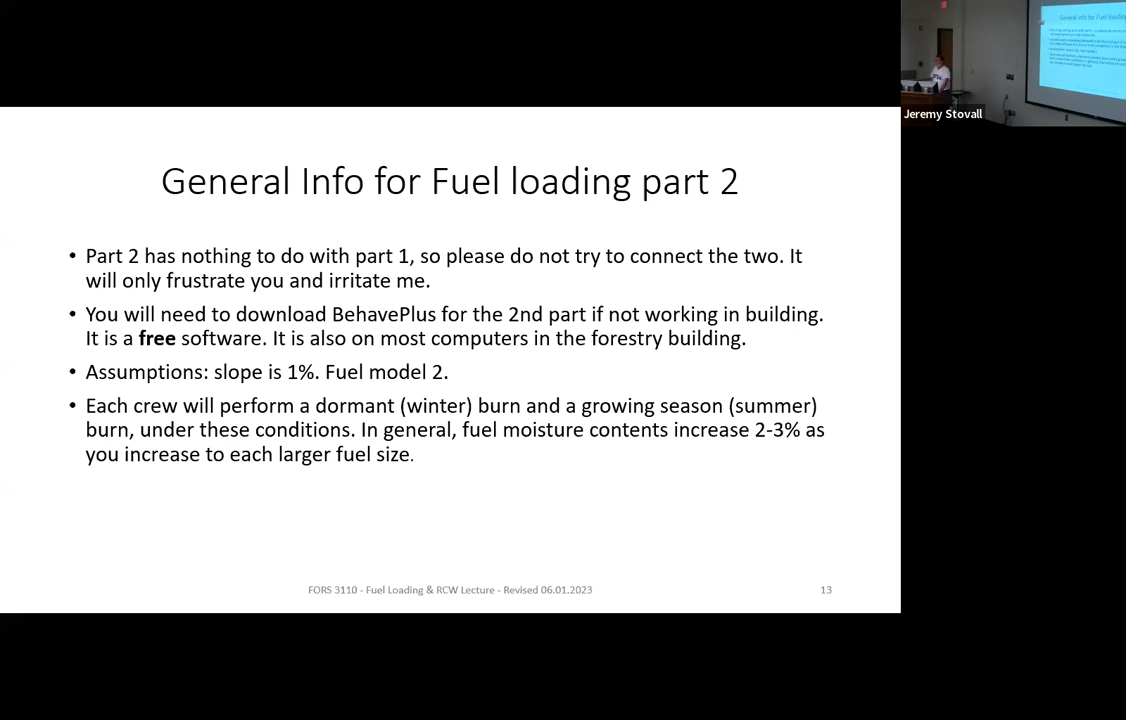 General Info for Fuel loading part 2
• Part 2 has nothing to do with part 1, so please do not try to connect the two. It
will only frustrate you and irritate me.
• You will need to download BehavePlus for the 2nd part if not working in building.
It is a free software. It is also on most computers in the forestry building.
• Assumptions: slope is 1%. Fuel model 2.
• Each crew will perform a dormant (winter) burn and a growing season (summer)
burn, under these conditions. In general, fuel moisture contents increase 2-3% as
you increase to each larger fuel size.
FORS 3110 - Fuel Loading & RCW Lecture - Revised 06.01.2023
13
General Info for Fuel loading
Jeremy Stovall